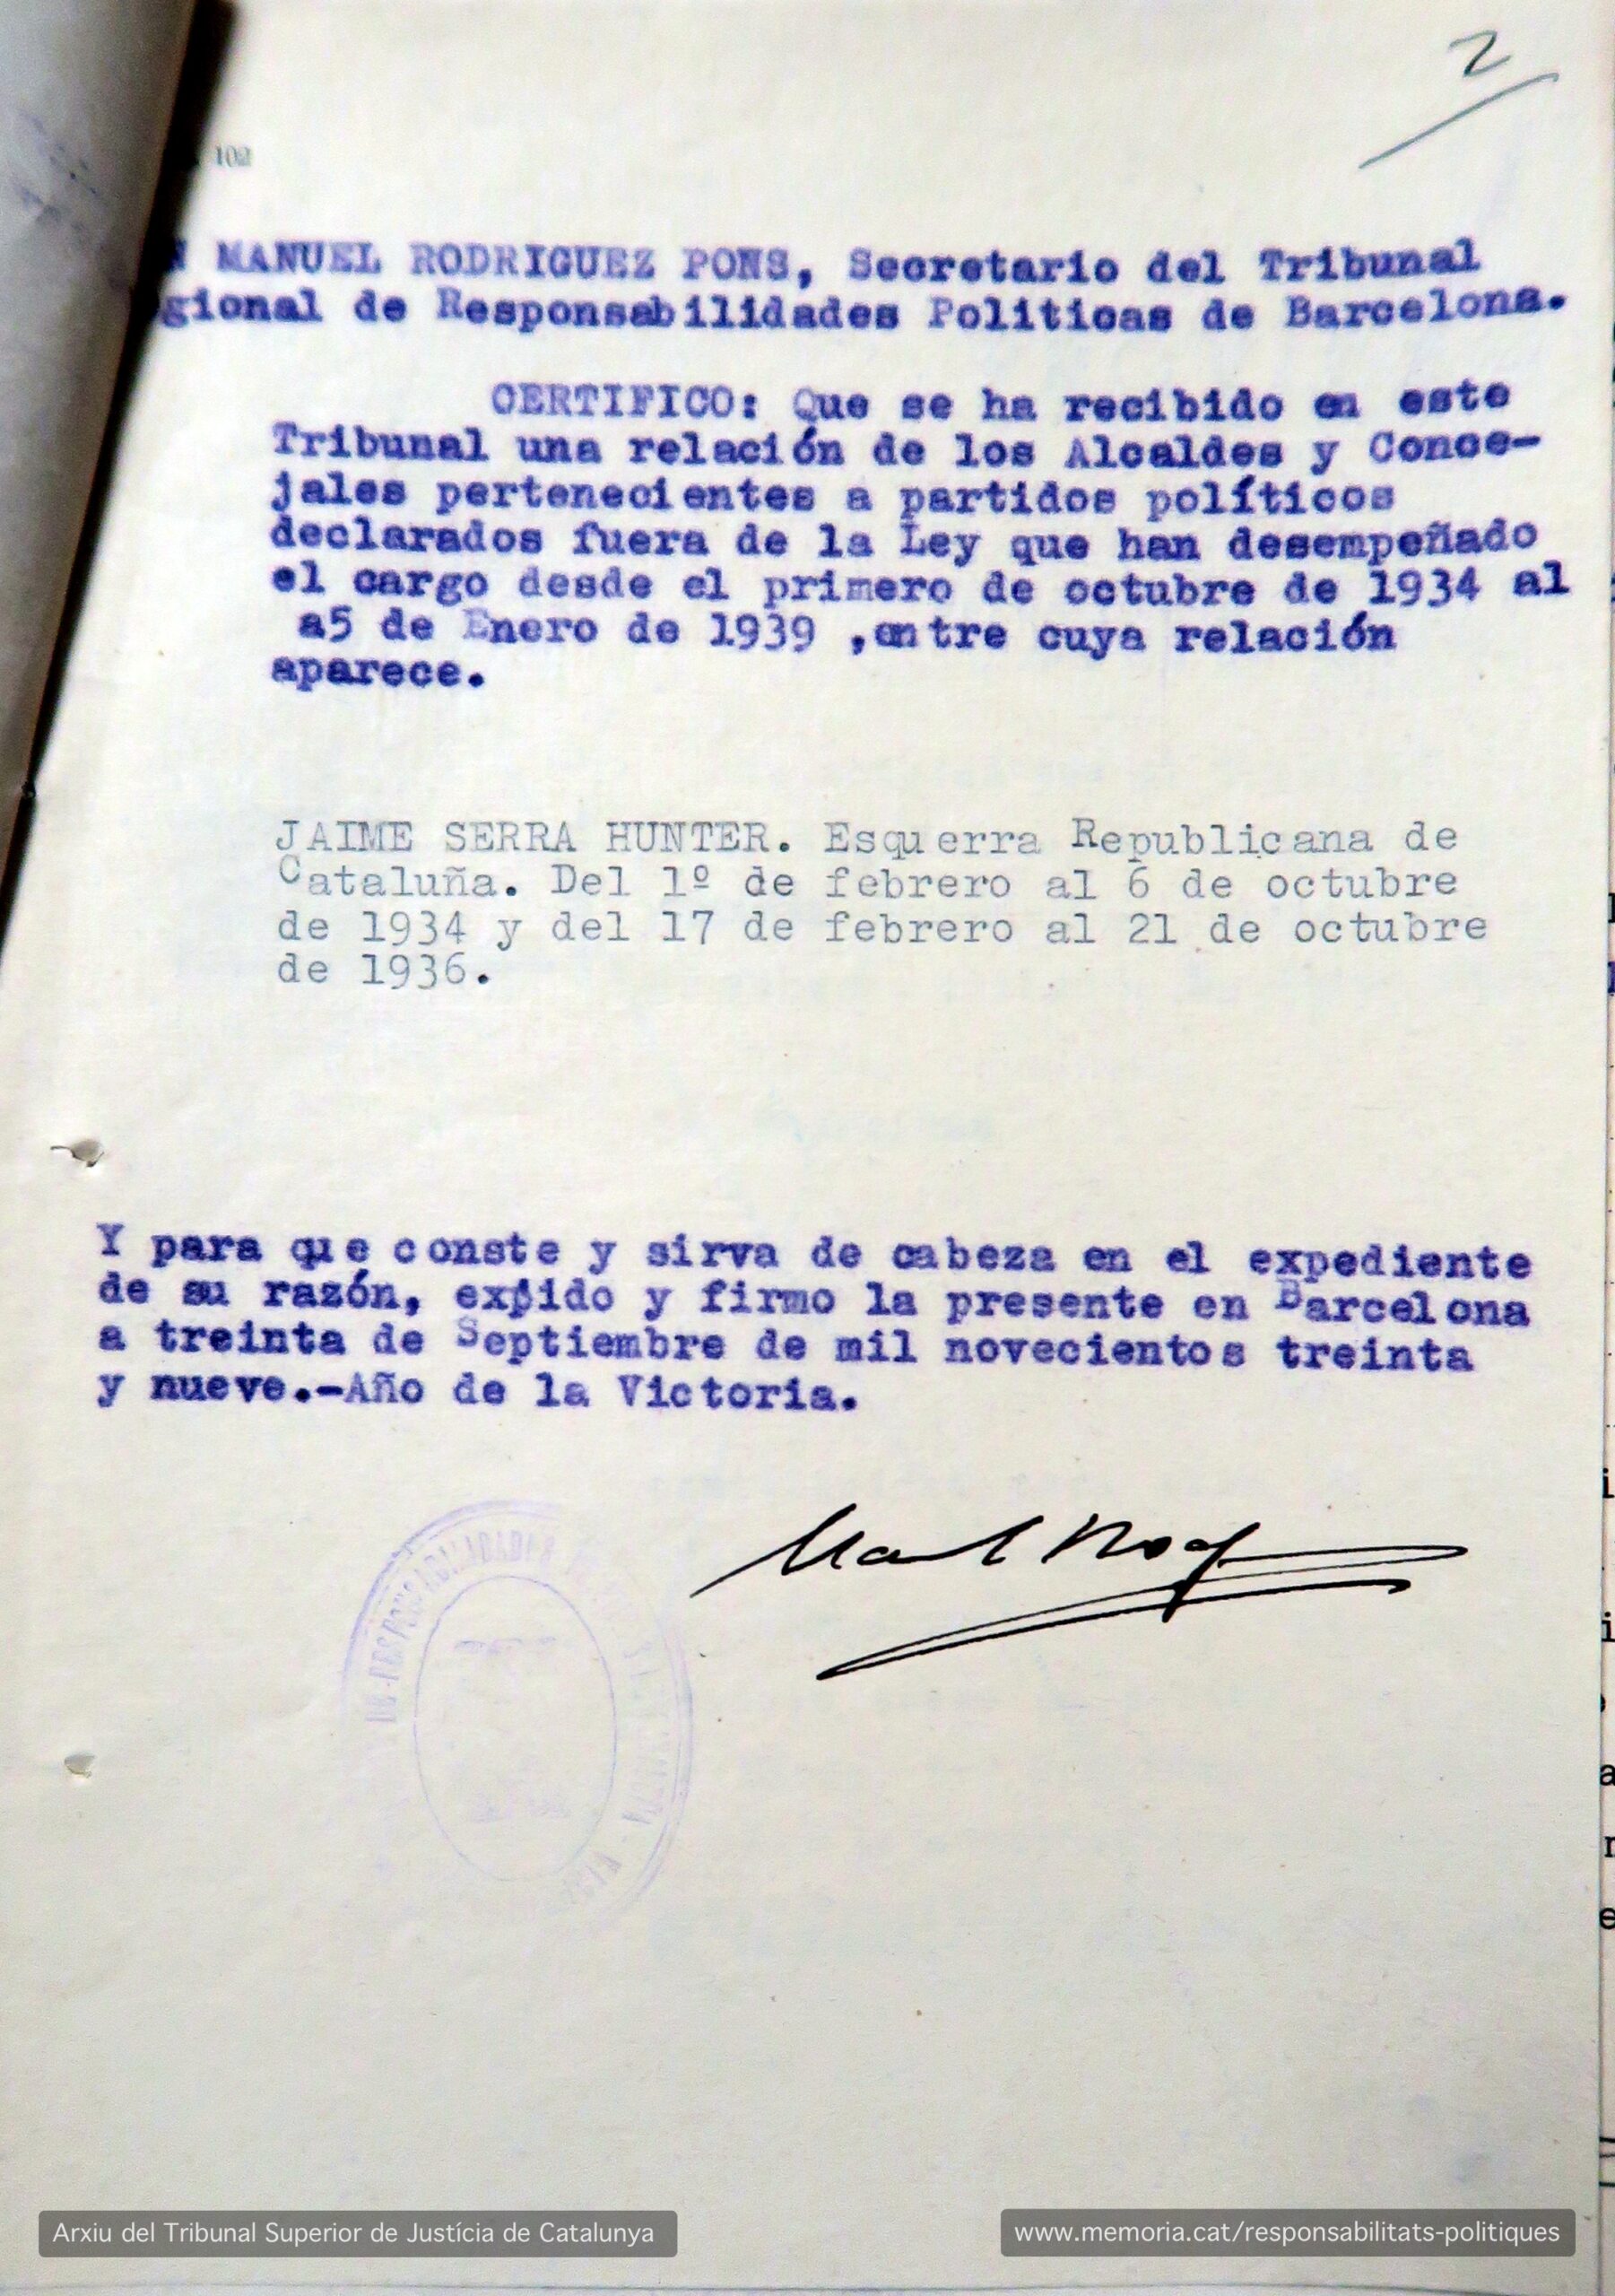 2
102
N MANUEL RODRIGUEZ PONS, Secretario del Tribunal
gional de Responsabilidades Politicas de Barcelona.
CERTIFICO: Que se ha recibido en este
Tribunal una relación de los Alcaldes y Conce-
jales pertenecientes a partidos políticos
declarados fuera de la Ley que han desempeñado
el cargo desde el primero de octubre de 1934 al
a5 de Enero de 1939 ,entre cuya relación
aparece.
JAIME SERRA HUNTER. Esquerra Republicana de
Cataluña. Del 1º de febrero al 6 de octubre
de 1934 y del 17 de febrero al 21 de octubre
de 1936.
Y para que conste y sirva de cabeza en el expediente
de su razón, expido y firmo la presente en Barcelona
a treinta de Septiembre de mil novecientos treinta
y nueve.-Año de la Victoria.
DE RESPONSABILIDADES
Arxiu del Tribunal Superior de Justícia de Catalunya
www.memoria.cat/responsabilitats-politiques